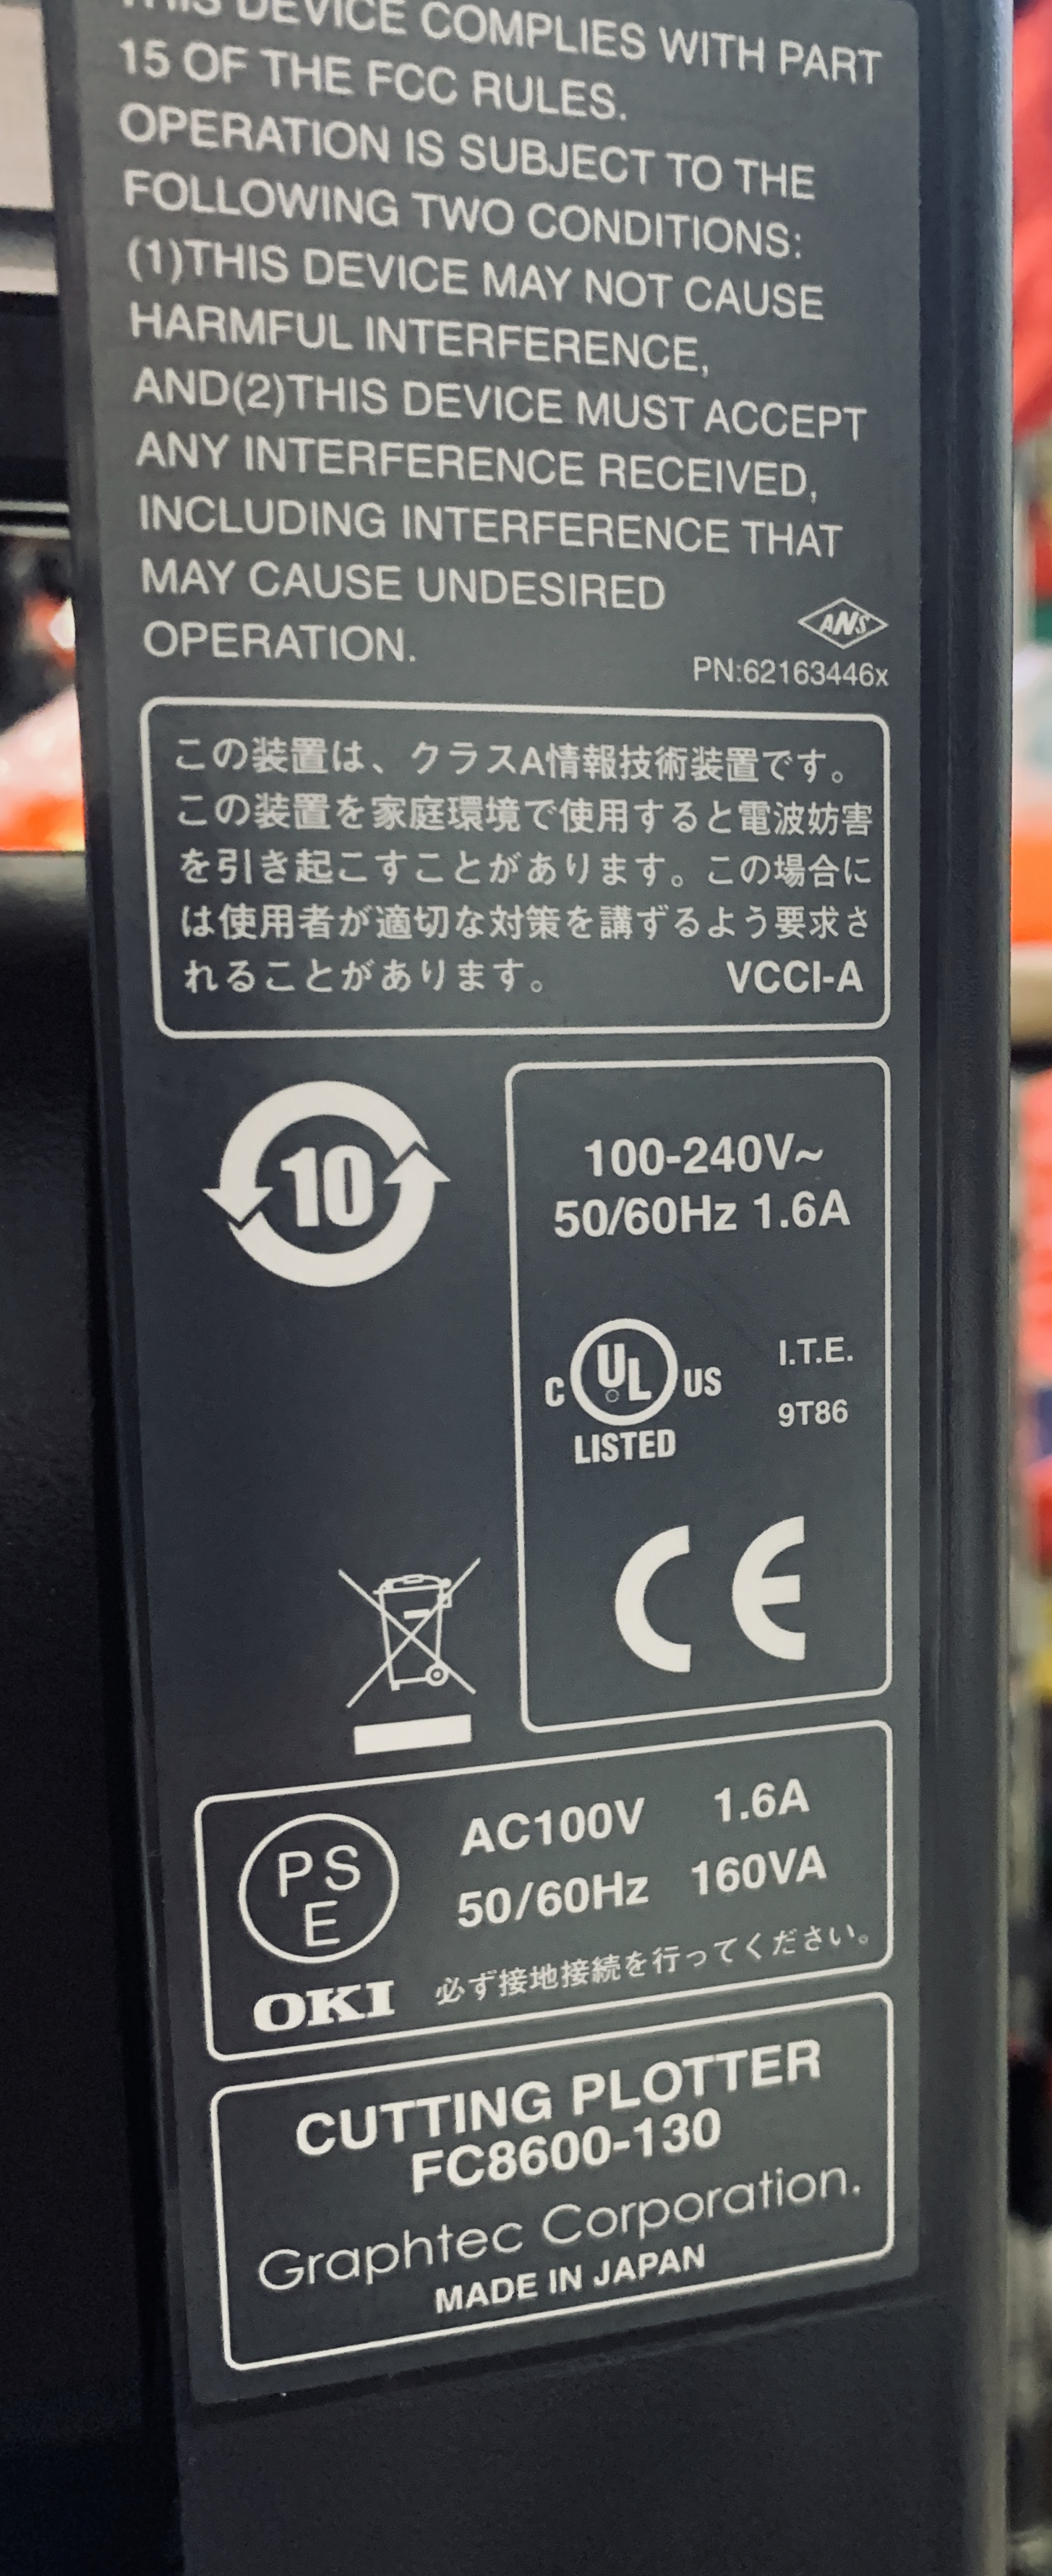 THIS DEVICE COMPLIES WITH PART
15 OF THE FCC RULES.
OPERATION IS SUBJECT TO THE
FOLLOWING TWO CONDITIONS:
(1)THIS DEVICE MAY NOT CAUSE
HARMFUL INTERFERENCE,
AND(2)THIS DEVICE MUST ACCEPT
ANY INTERFERENCE RECEIVED,
INCLUDING INTERFERENCE THAT
MAY CAUSE UNDESIRED
OPERATION.
ANS
PN:62163446x
この装置は、クラスA情報技術装置です。
この装置を家庭環境で使用すると電波妨害
を引き起こすことがあります。この場合に
は使用者が適切な対策を講ずるよう要求さ
れることがあります。 VCCI-A
10
100-240V~
50/60Hz 1.6A
C UL US
LISTED
I.T.E.
9T86
CE
PS
E
OKI
AC100V 1.6A
50/60Hz 160VA
必ず接地接続を行ってください。
CUTTING PLOTTER
FC8600-130
Graphtec Corporation.
MADE IN JAPAN